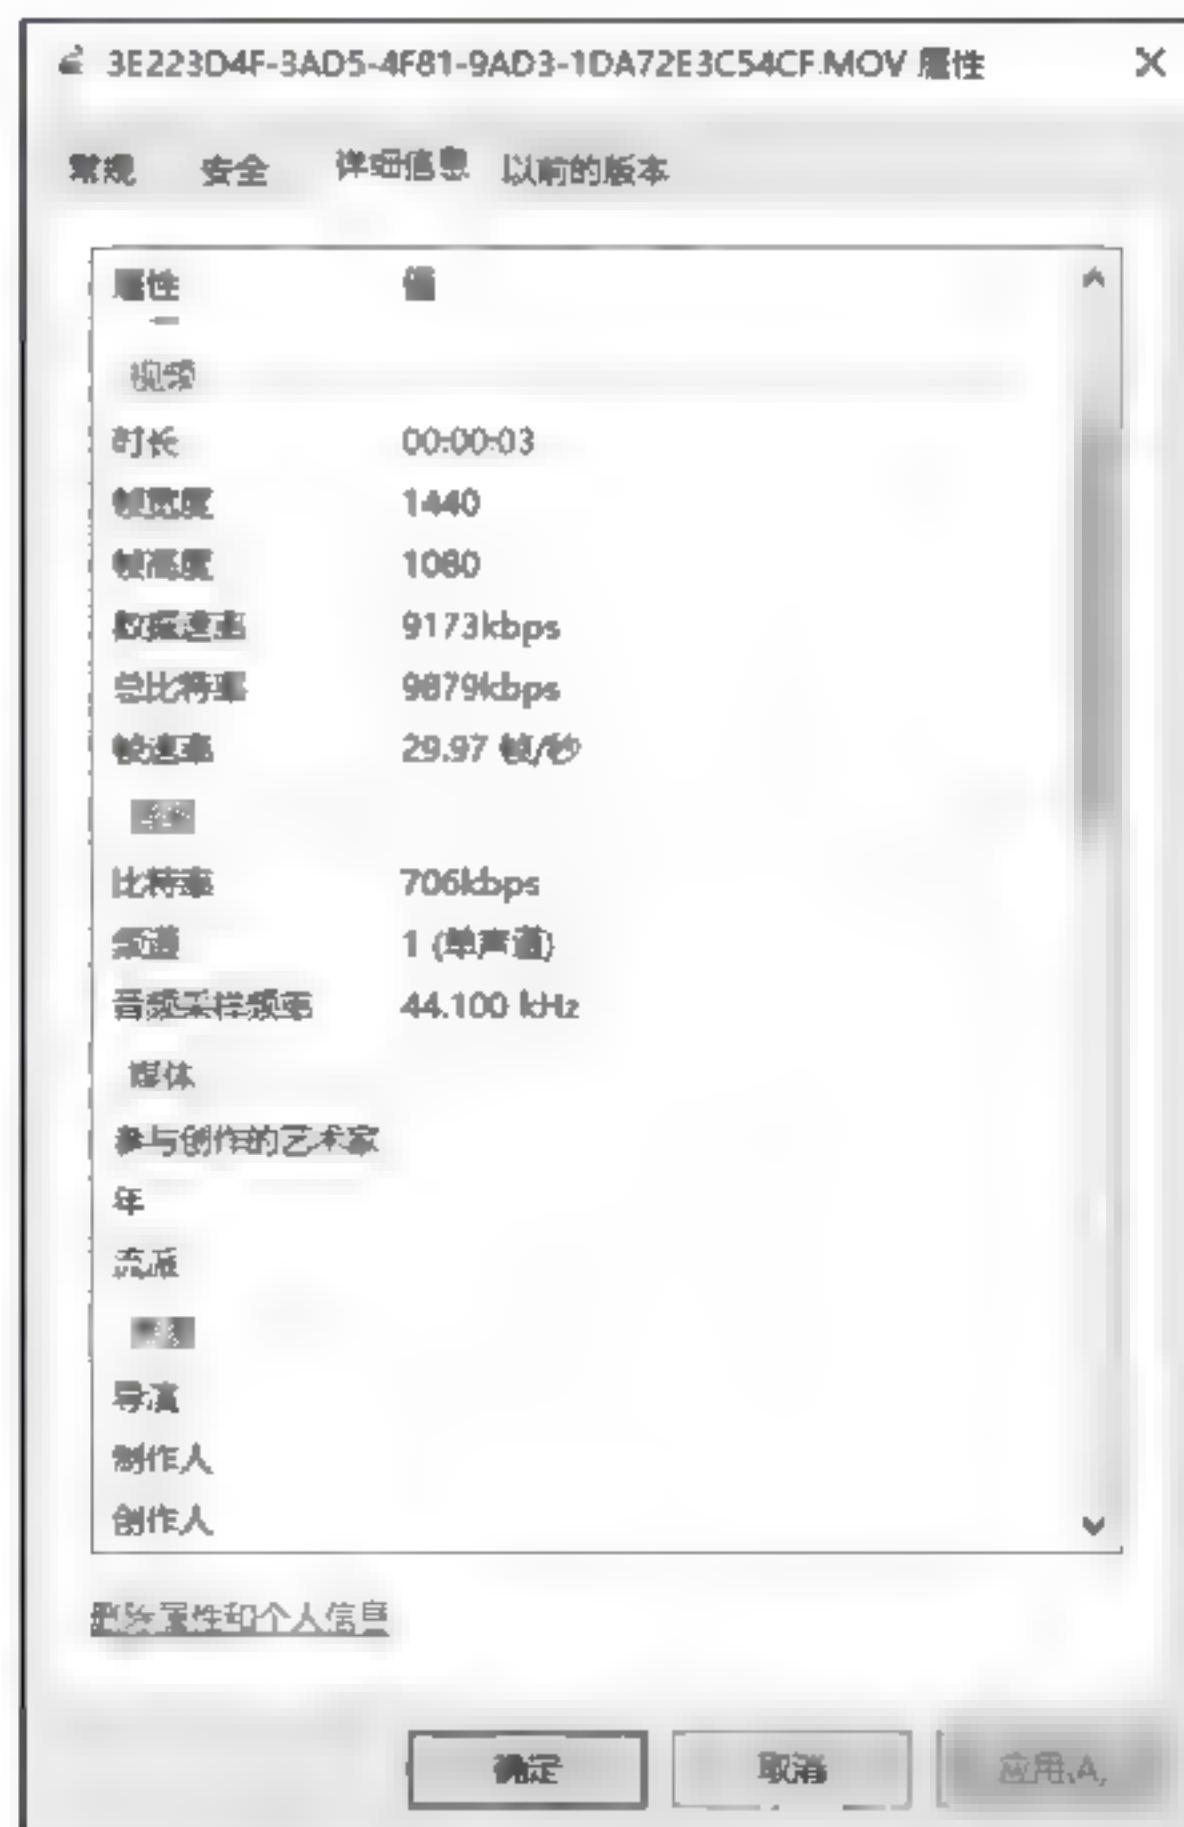 3E223D4F-3AD5-4F81-9AD3-1DA72E3C54CF.MOV 属性
常规 安全 详细信息 以前的版本
属性 值
视频
时长 00:00:03
帧宽度 1440
帧高度 1080
数据速率 9173kbps
总比特率 9879kbps
帧速率 29.97 帧/秒
比特率 706kbps
频道 1 (单声道)
音频采样频率 44.100 kHz
媒体
参与创作的艺术家
年
流派
导演
制作人
创作人
删除属性和个人信息
确定 取消 应用(A)